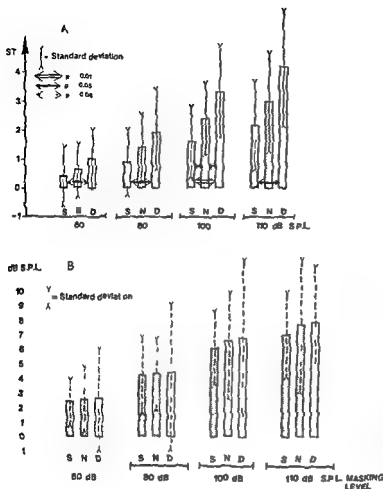 A
ST
= Standard deviation
p 0.01
p 0.05
4
3
2
1
0
-1
S N D S N D S N D S N D
60 80 100 110 dB S.P.L.
B
dB S.P.L.
= Standard deviation
10
9
8
7
6
5
4
3
2
1
0
1
S N D S N D S N D S N D
60 dB 80 dB 100 dB 110 dB S.P.L. MASKING
LEVEL